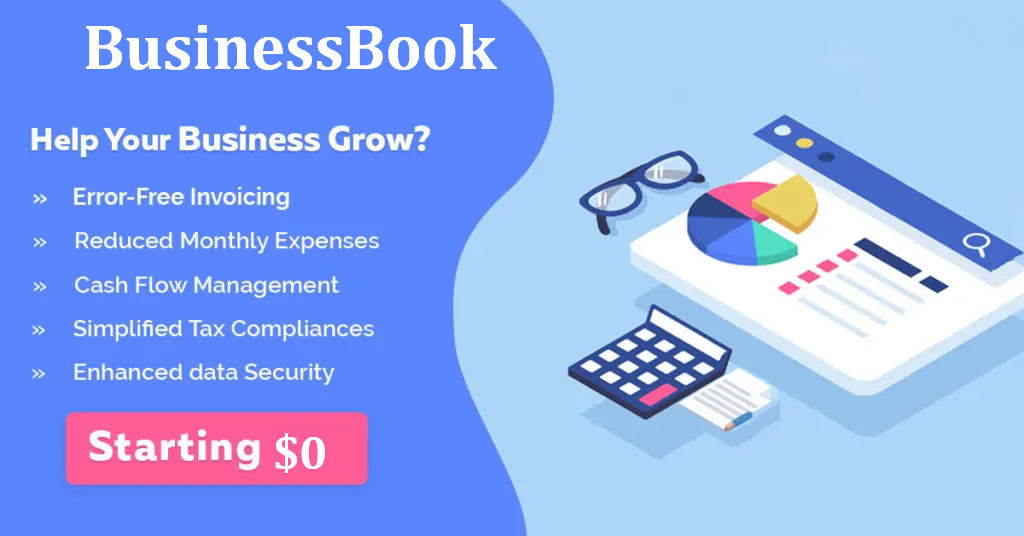 BusinessBook
Help Your Business Grow?
» Error-Free Invoicing
» Reduced Monthly Expenses
» Cash Flow Management
» Simplified Tax Compliances
» Enhanced data Security
Starting $0